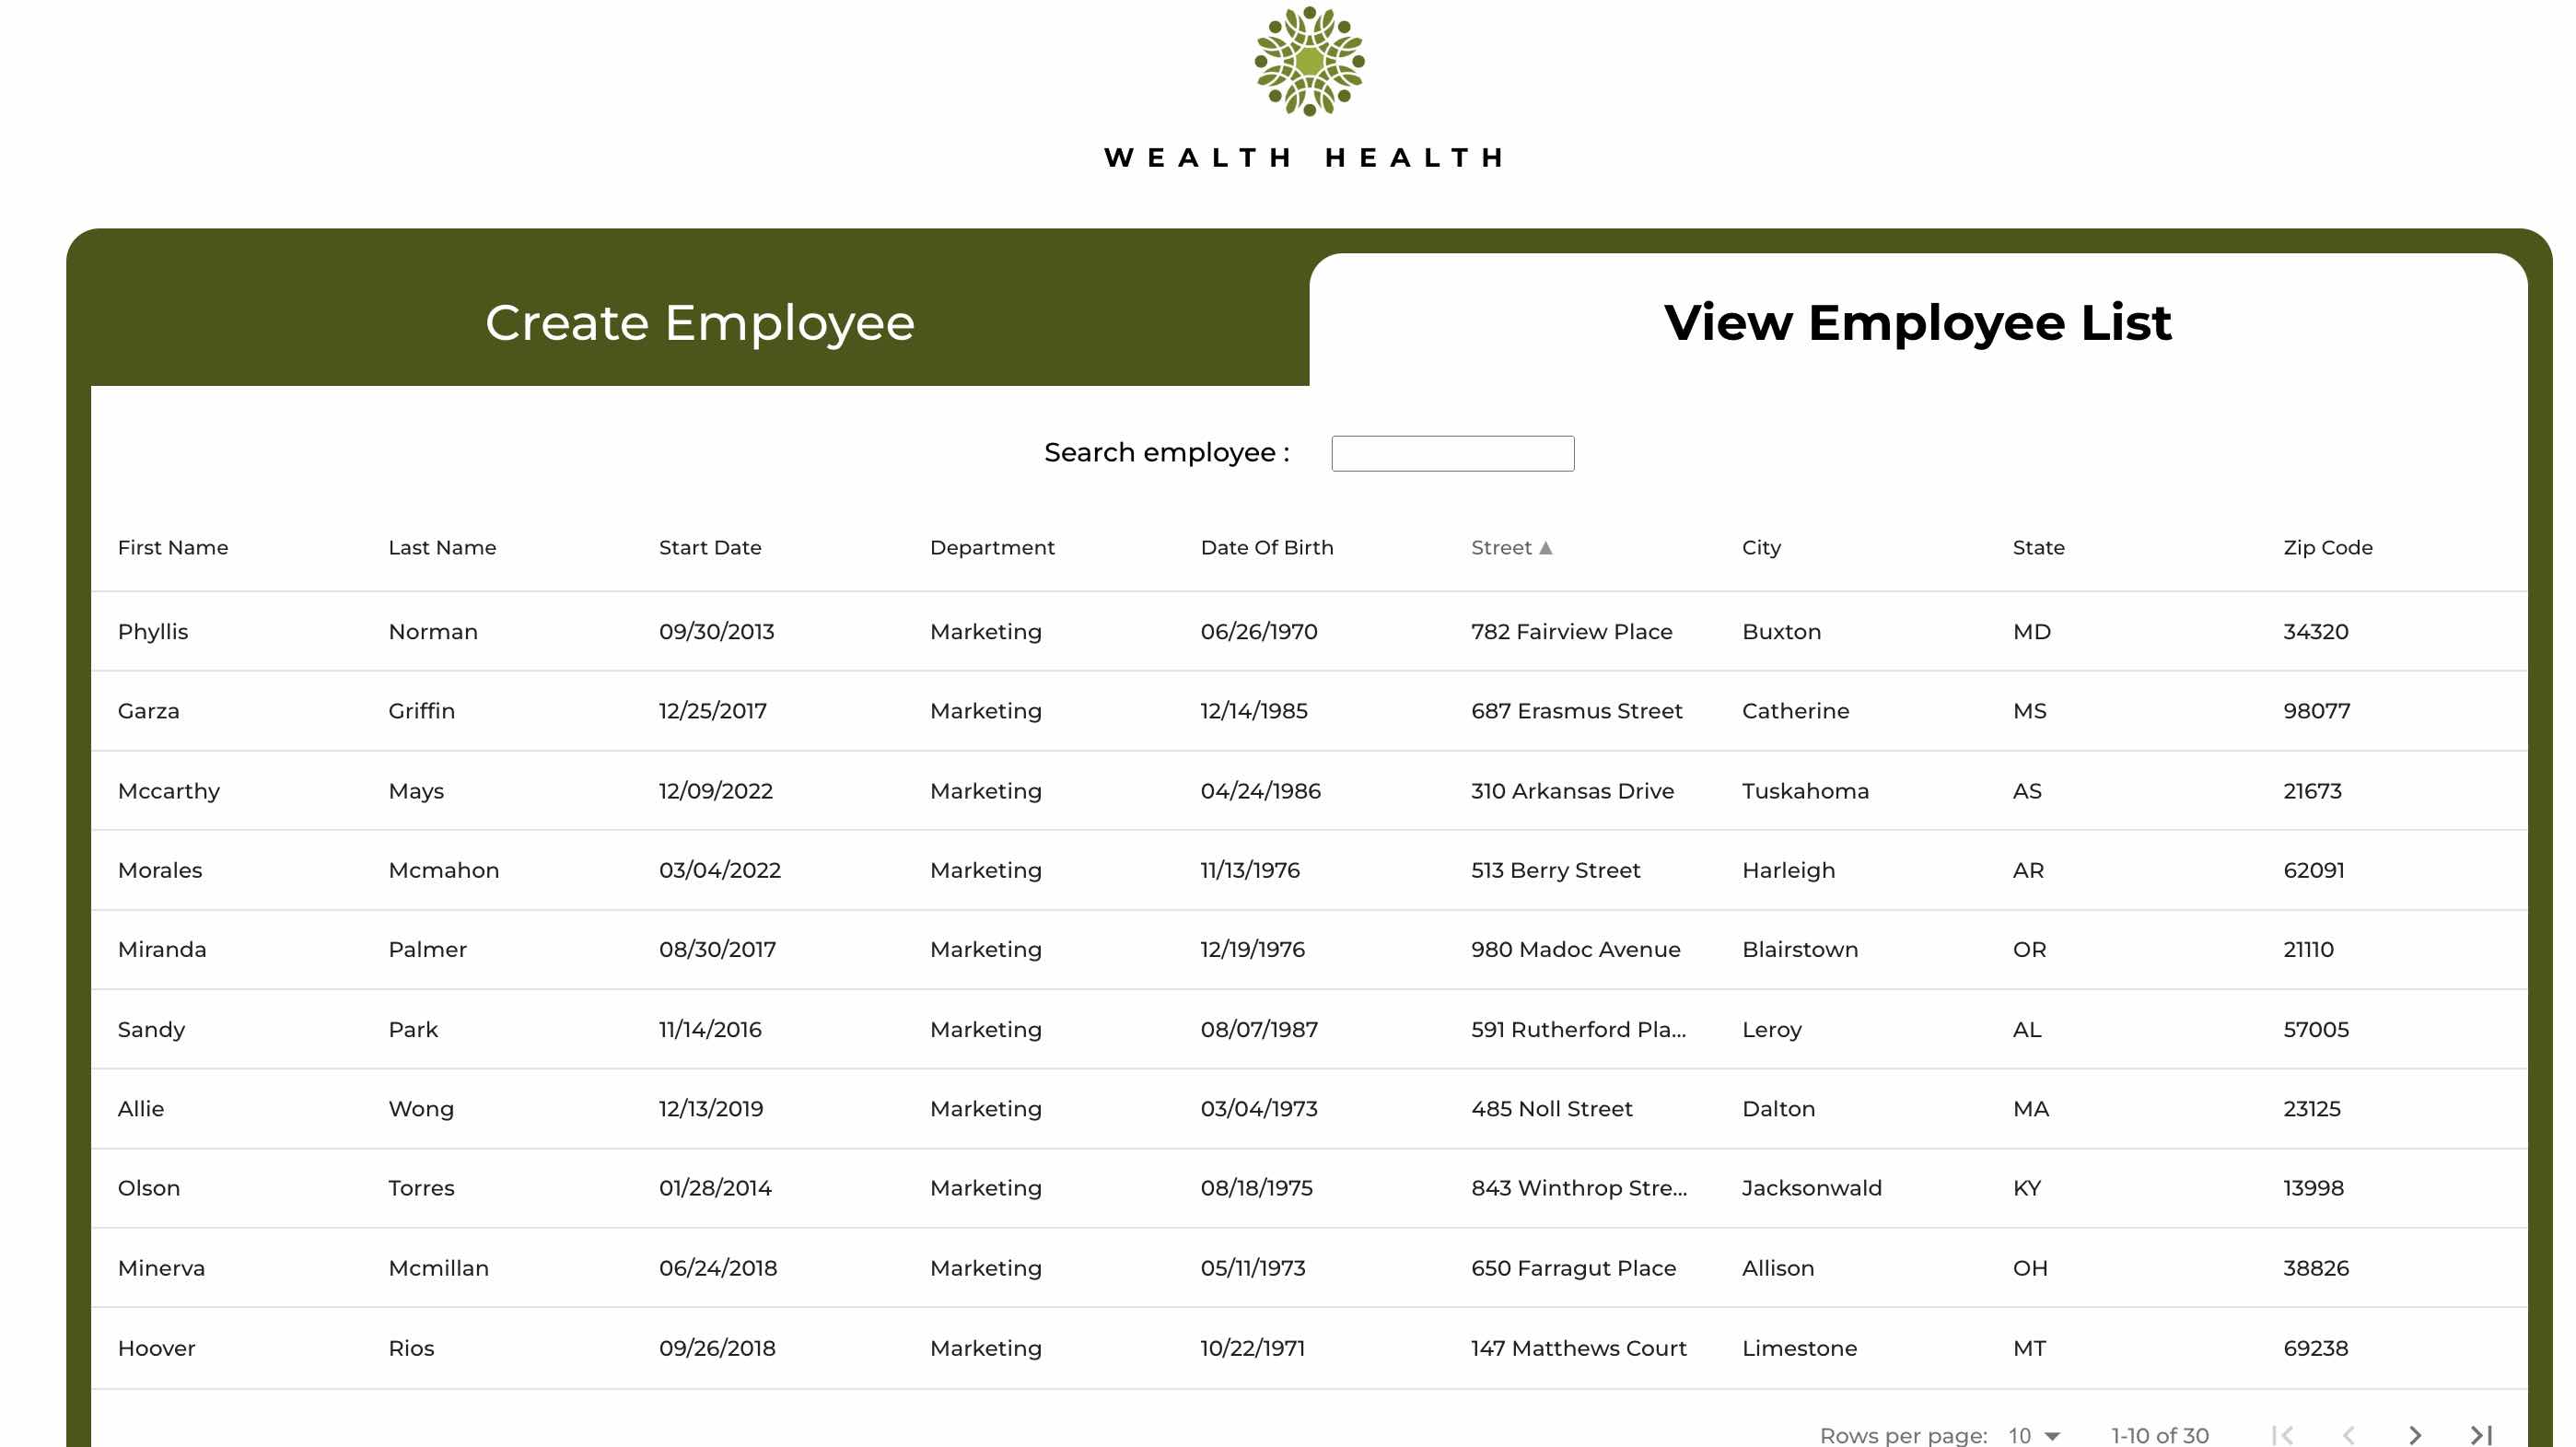 WEALTH HEALTH
Create Employee View Employee List
Search employee :
First Name Last Name Start Date Department Date Of Birth Street ▲ City State Zip Code
Phyllis Norman 09/30/2013 Marketing 06/26/1970 782 Fairview Place Buxton MD 34320
Garza Griffin 12/25/2017 Marketing 12/14/1985 687 Erasmus Street Catherine MS 98077
Mccarthy Mays 12/09/2022 Marketing 04/24/1986 310 Arkansas Drive Tuskahoma AS 21673
Morales Mcmahon 03/04/2022 Marketing 11/13/1976 513 Berry Street Harleigh AR 62091
Miranda Palmer 08/30/2017 Marketing 12/19/1976 980 Madoc Avenue Blairstown OR 21110
Sandy Park 11/14/2016 Marketing 08/07/1987 591 Rutherford Pla... Leroy AL 57005
Allie Wong 12/13/2019 Marketing 03/04/1973 485 Noll Street Dalton MA 23125
Olson Torres 01/28/2014 Marketing 08/18/1975 843 Winthrop Stre... Jacksonwald KY 13998
Minerva Mcmillan 06/24/2018 Marketing 05/11/1973 650 Farragut Place Allison OH 38826
Hoover Rios 09/26/2018 Marketing 10/22/1971 147 Matthews Court Limestone MT 69238
Rows per page: 10 1-10 of 30